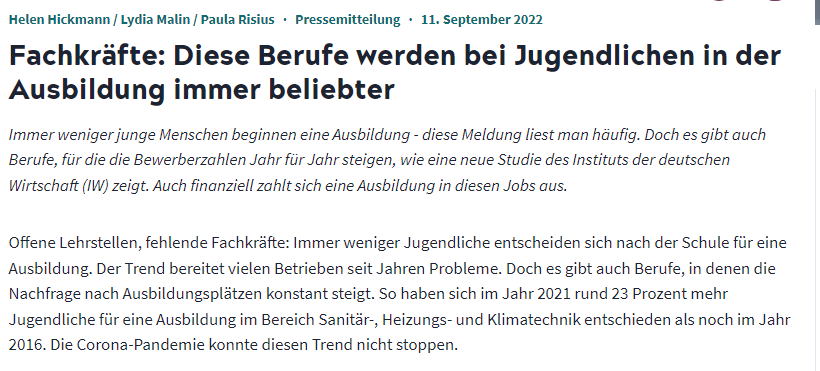 Helen Hickmann / Lydia Malin / Paula Risius · Pressemitteilung · 11. September 2022
Fachkräfte: Diese Berufe werden bei Jugendlichen in der
Ausbildung immer beliebter
Immer weniger junge Menschen beginnen eine Ausbildung - diese Meldung liest man häufig. Doch es gibt auch
Berufe, für die die Bewerberzahlen Jahr für Jahr steigen, wie eine neue Studie des Instituts der deutschen
Wirtschaft (IW) zeigt. Auch finanziell zahlt sich eine Ausbildung in diesen Jobs aus.
Offene Lehrstellen, fehlende Fachkräfte: Immer weniger Jugendliche entscheiden sich nach der Schule für eine
Ausbildung. Der Trend bereitet vielen Betrieben seit Jahren Probleme. Doch es gibt auch Berufe, in denen die
Nachfrage nach Ausbildungsplätzen konstant steigt. So haben sich im Jahr 2021 rund 23 Prozent mehr
Jugendliche für eine Ausbildung im Bereich Sanitär-, Heizungs- und Klimatechnik entschieden als noch im Jahr
2016. Die Corona-Pandemie konnte diesen Trend nicht stoppen.